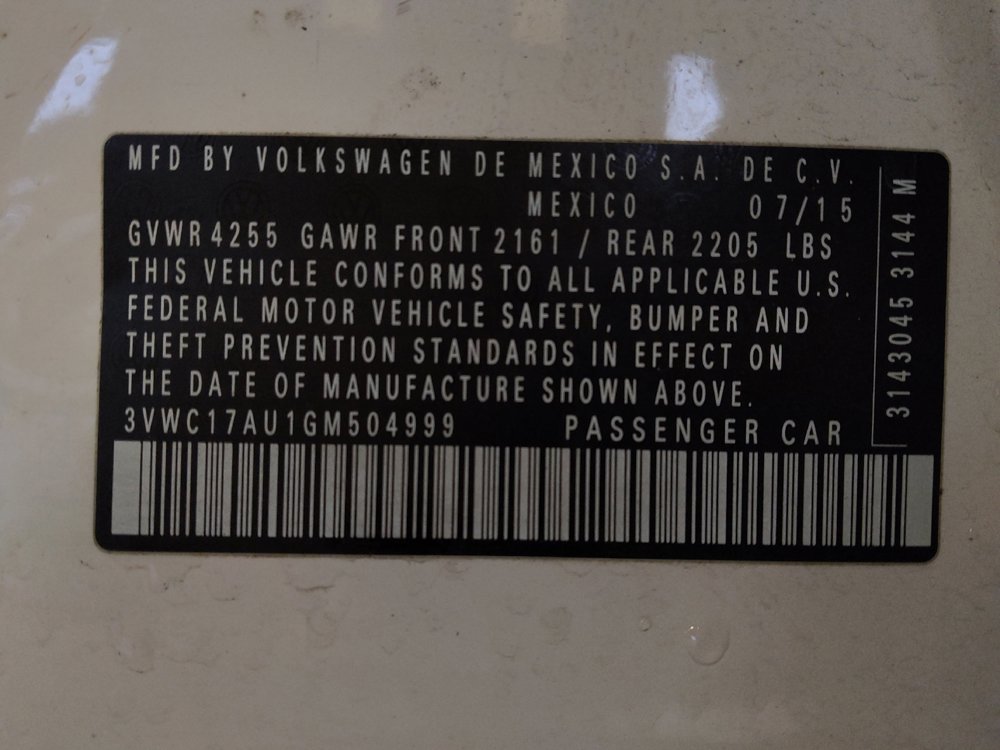 MFD BY VOLKSWAGEN DE MEXICO S.A. DE C.V.
MEXICO 07/15
GVWR 4255 GAWR FRONT 2161 / REAR 2205 LBS
THIS VEHICLE CONFORMS TO ALL APPLICABLE U.S.
FEDERAL MOTOR VEHICLE SAFETY, BUMPER AND
THEFT PREVENTION STANDARDS IN EFFECT ON
THE DATE OF MANUFACTURE SHOWN ABOVE.
3VWC17AU1GM504999 PASSENGER CAR
3143045 3144 M